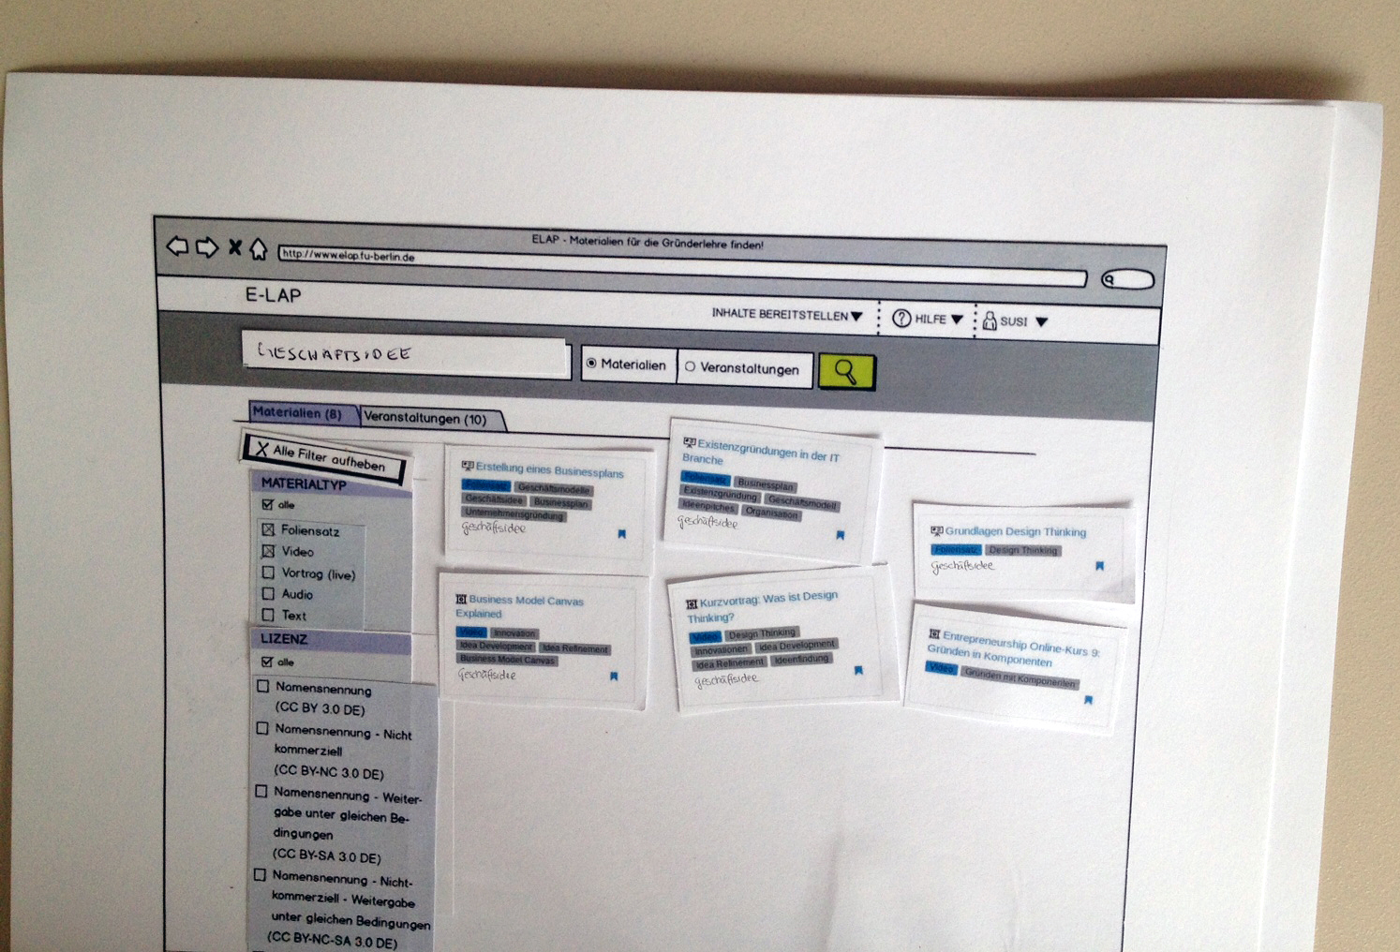 ELAP - Materialien für die Gründerlehre finden!
http://www.elap.fu-berlin.de
E-LAP
INHALTE BEREITSTELLEN
HILFE
SUSI
GESCHÄFTSIDEE
Materialien
Veranstaltungen
Materialien (8)
Veranstaltungen (10)
X Alle Filter aufheben
MATERIALTYP
alle
Foliensatz
Video
Vortrag (live)
Audio
Text
LIZENZ
alle
Namensnennung
(CC BY 3.0 DE)
Namensnennung - Nicht
kommerziell
(CC BY-NC 3.0 DE)
Namensnennung - Weiter-
gabe unter gleichen Be-
dingungen
(CC BY-SA 3.0 DE)
Namensnennung - Nicht-
kommerziell - Weitergabe
unter gleichen Bedingungen
(CC BY-NC-SA 3.0 DE)
Erstellung eines Businessplans
Foliensatz Geschäftsmodelle
Geschäftsidee Businessplan
Unternehmensgründung
Geschäftsidee
Existenzgründungen in der IT
Branche
Foliensatz Businessplan
Existenzgründung Geschäftsmodell
Ideenpitches Organisation
Geschäftsidee
Grundlagen Design Thinking
Foliensatz Design Thinking
Geschäftsidee
Business Model Canvas
Explained
Video Innovation
Idea Development Idea Refinement
Business Model Canvas
Geschäftsidee
Kurzvortrag: Was ist Design
Thinking?
Video Design Thinking
Innovationen Idea Development
Idea Refinement Ideenfindung
Geschäftsidee
Entrepreneurship Online-Kurs 9:
Gründen in Komponenten
Video Gründen mit Komponenten